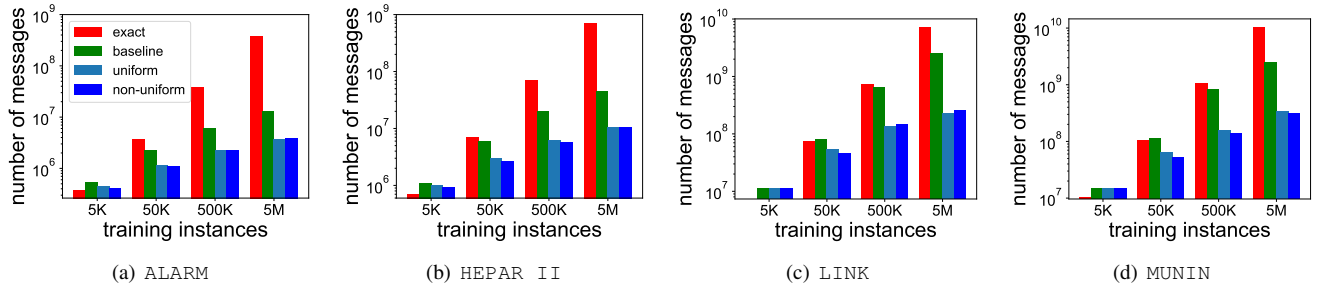 number of messages
10^9
10^8
10^7
10^6
exact
baseline
uniform
non-uniform
5K 50K 500K 5M
training instances
(a) ALARM
number of messages
10^9
10^8
10^7
10^6
5K 50K 500K 5M
training instances
(b) HEPAR II
number of messages
10^10
10^9
10^8
10^7
5K 50K 500K 5M
training instances
(c) LINK
number of messages
10^10
10^9
10^8
10^7
5K 50K 500K 5M
training instances
(d) MUNIN